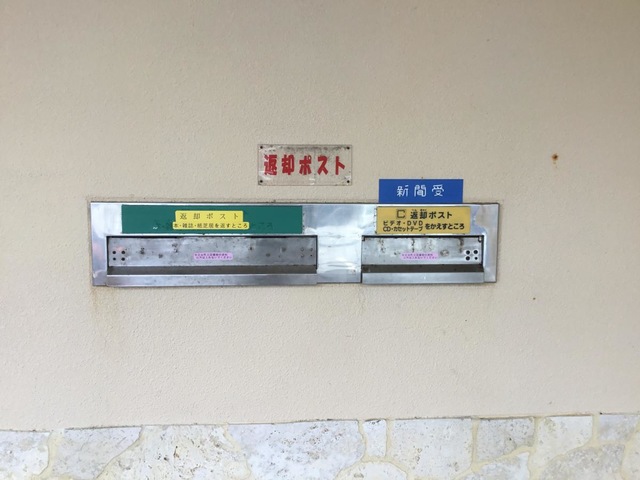 返却ポスト
新聞受
返却ポスト
本・雑誌・紙芝居を返すところ
返却ポスト
ビデオ・DVD
CD・カセットテープ をかえすところ